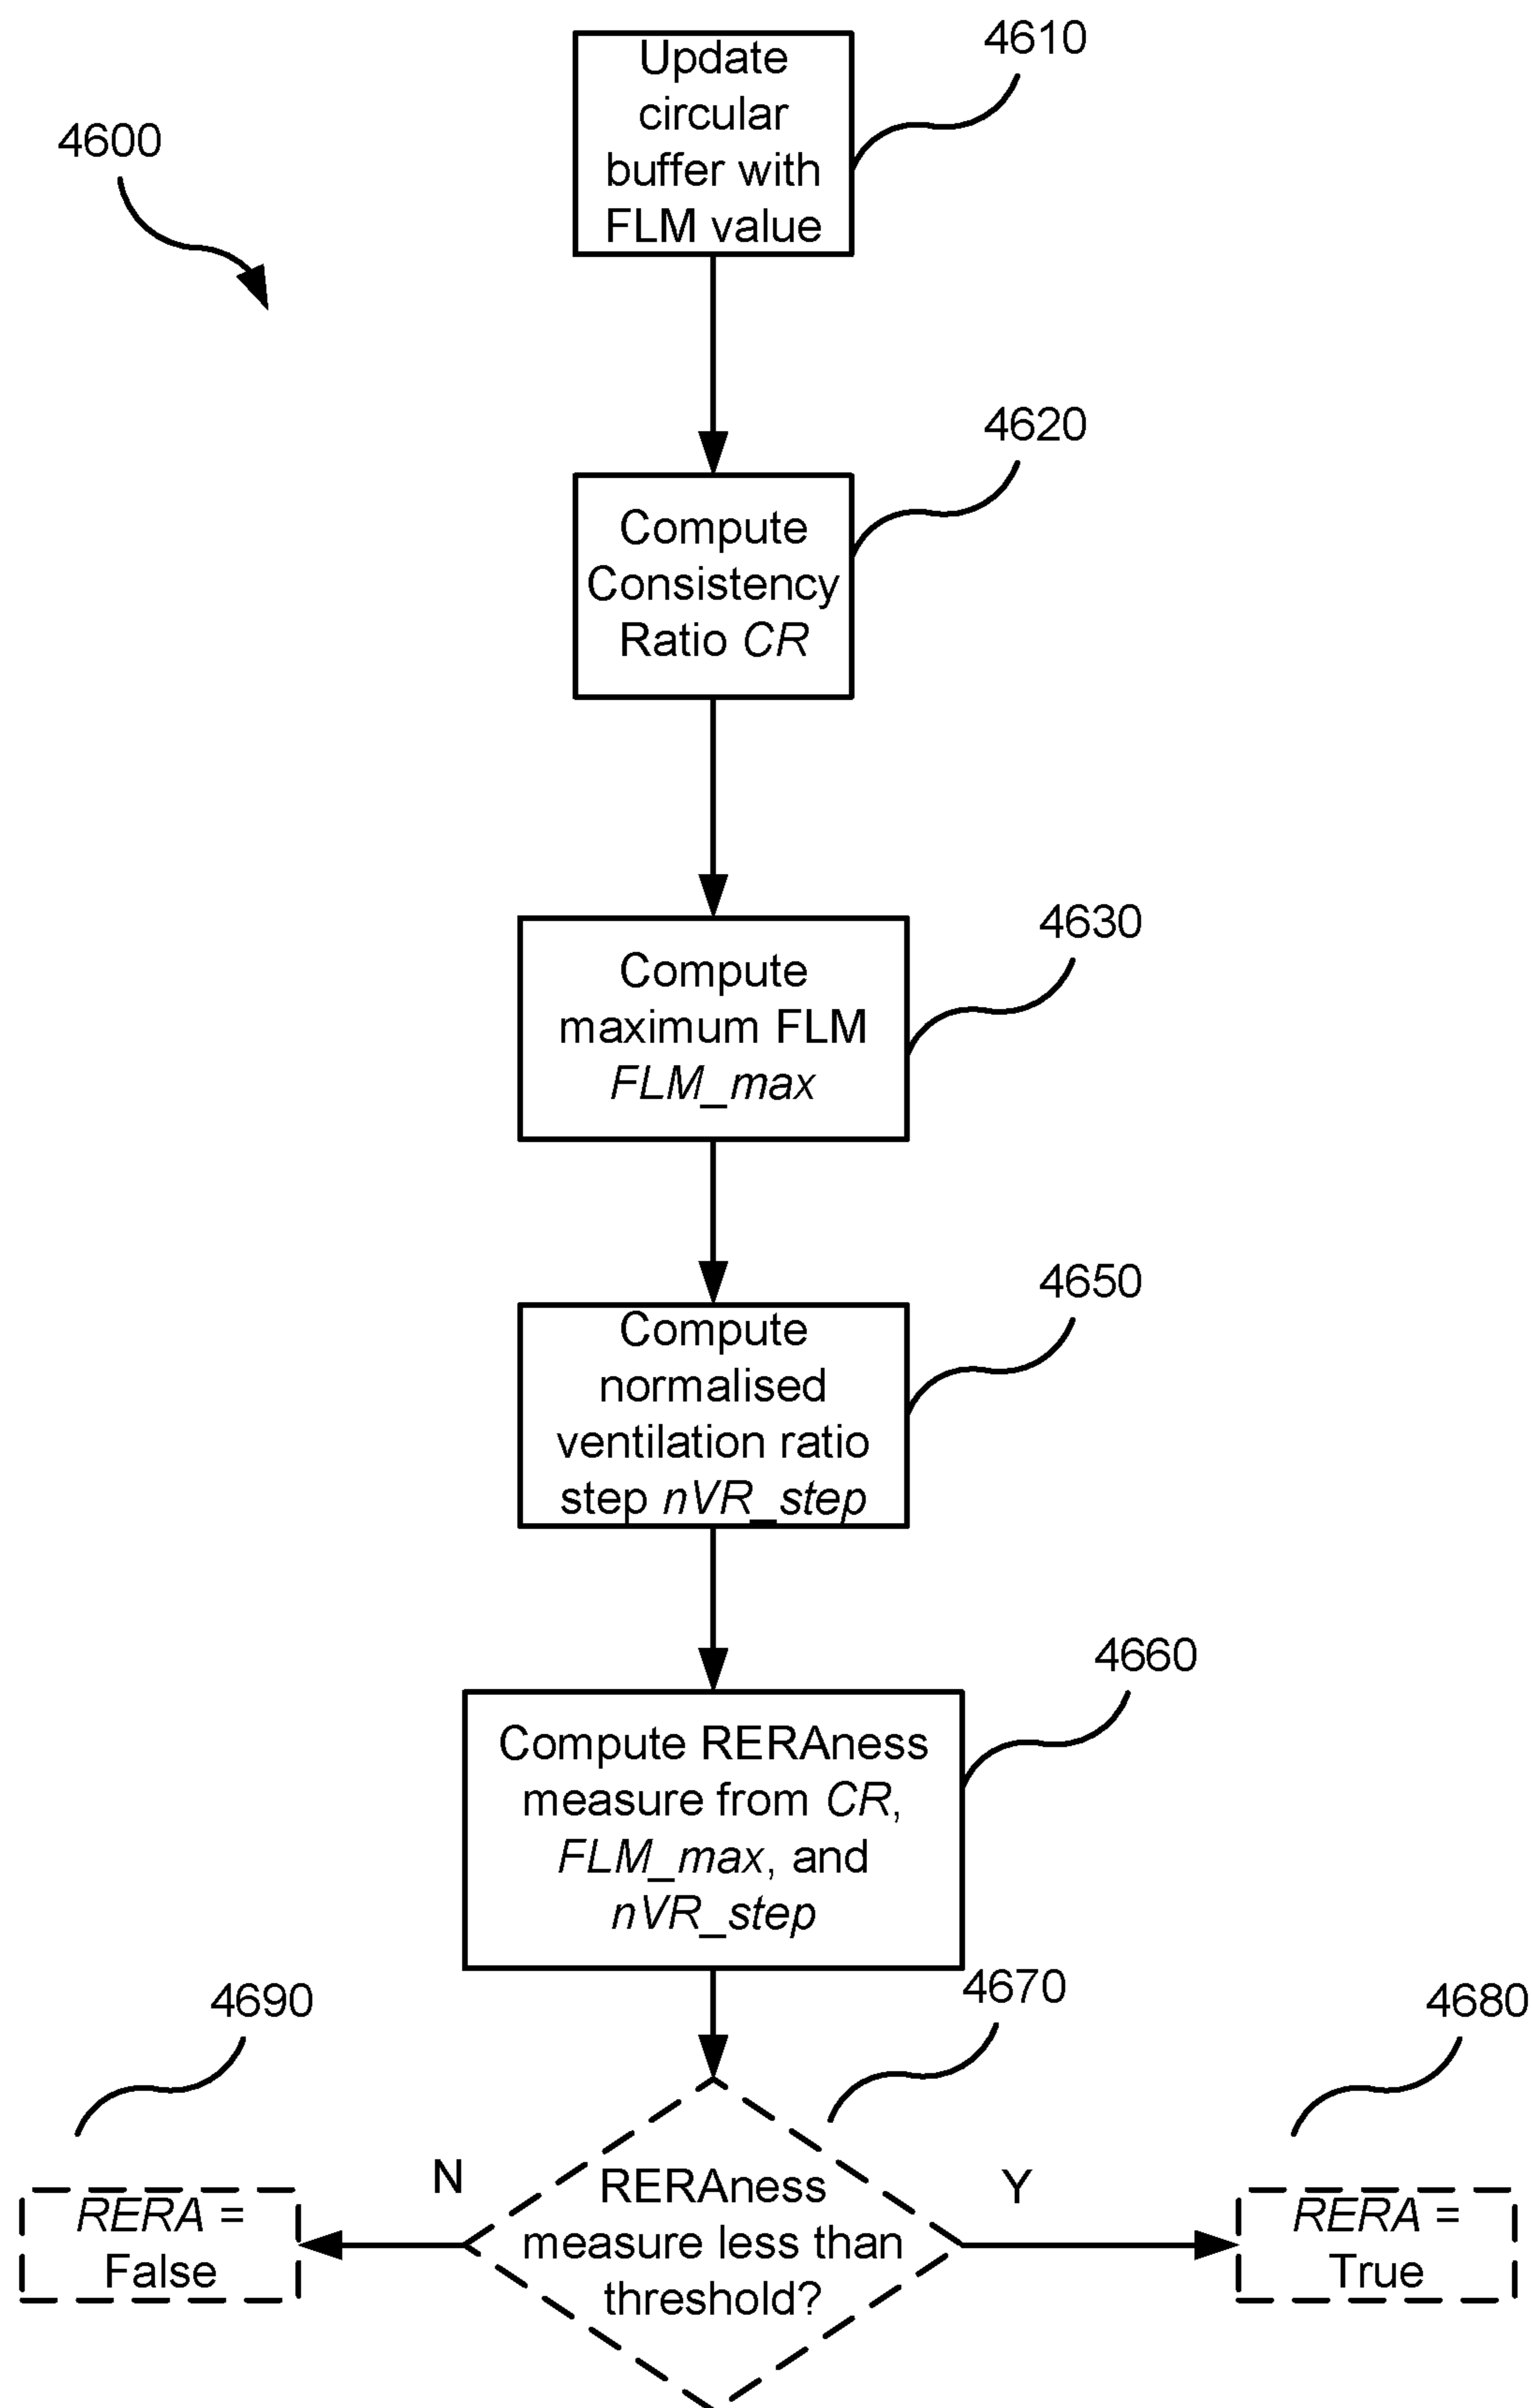 4600
4610
Update
circular
buffer with
FLM value
4620
Compute
Consistency
Ratio CR
4630
Compute
maximum FLM
FLM_max
4650
Compute
normalised
ventilation ratio
step nVR_step
4660
Compute RERAness
measure from CR,
FLM_max, and
nVR_step
4690
4670
4680
N
Y
RERA =
False
RERAness
measure less than
threshold?
RERA =
True